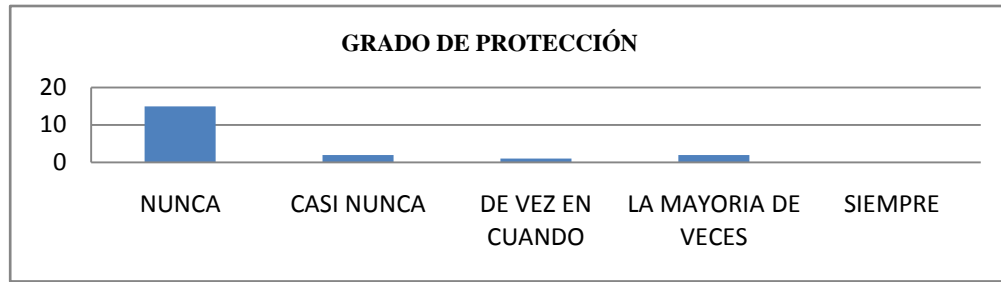 GRADO DE PROTECCIÓN
20
10
0
NUNCA
CASI NUNCA
DE VEZ EN
CUANDO
LA MAYORIA DE
VECES
SIEMPRE